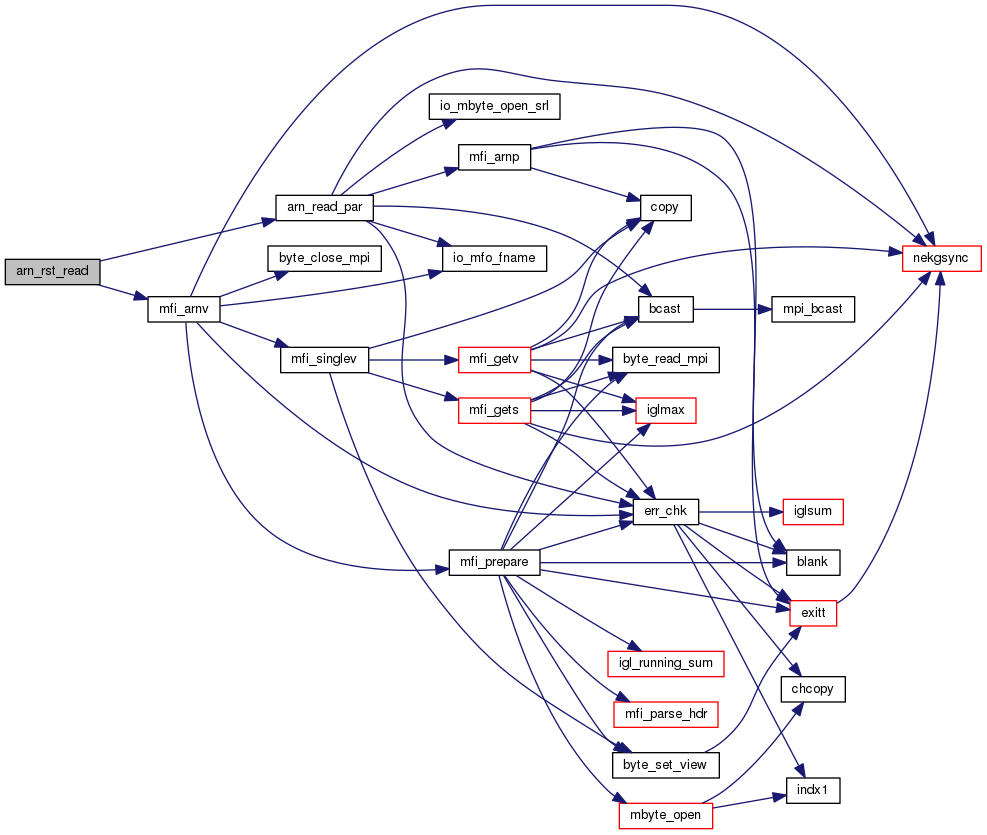 arn_rst_read
arn_read_par
mfi_arnv
io_mbyte_open_srl
mfi_arnp
io_mfo_fname
byte_close_mpi
mfi_singlev
mfi_getv
mfi_gets
mfi_prepare
copy
bcast
byte_read_mpi
iglmax
err_chk
igl_running_sum
mfi_parse_hdr
byte_set_view
mbyte_open
nekgsync
mpi_bcast
iglsum
blank
exitt
chcopy
indx1